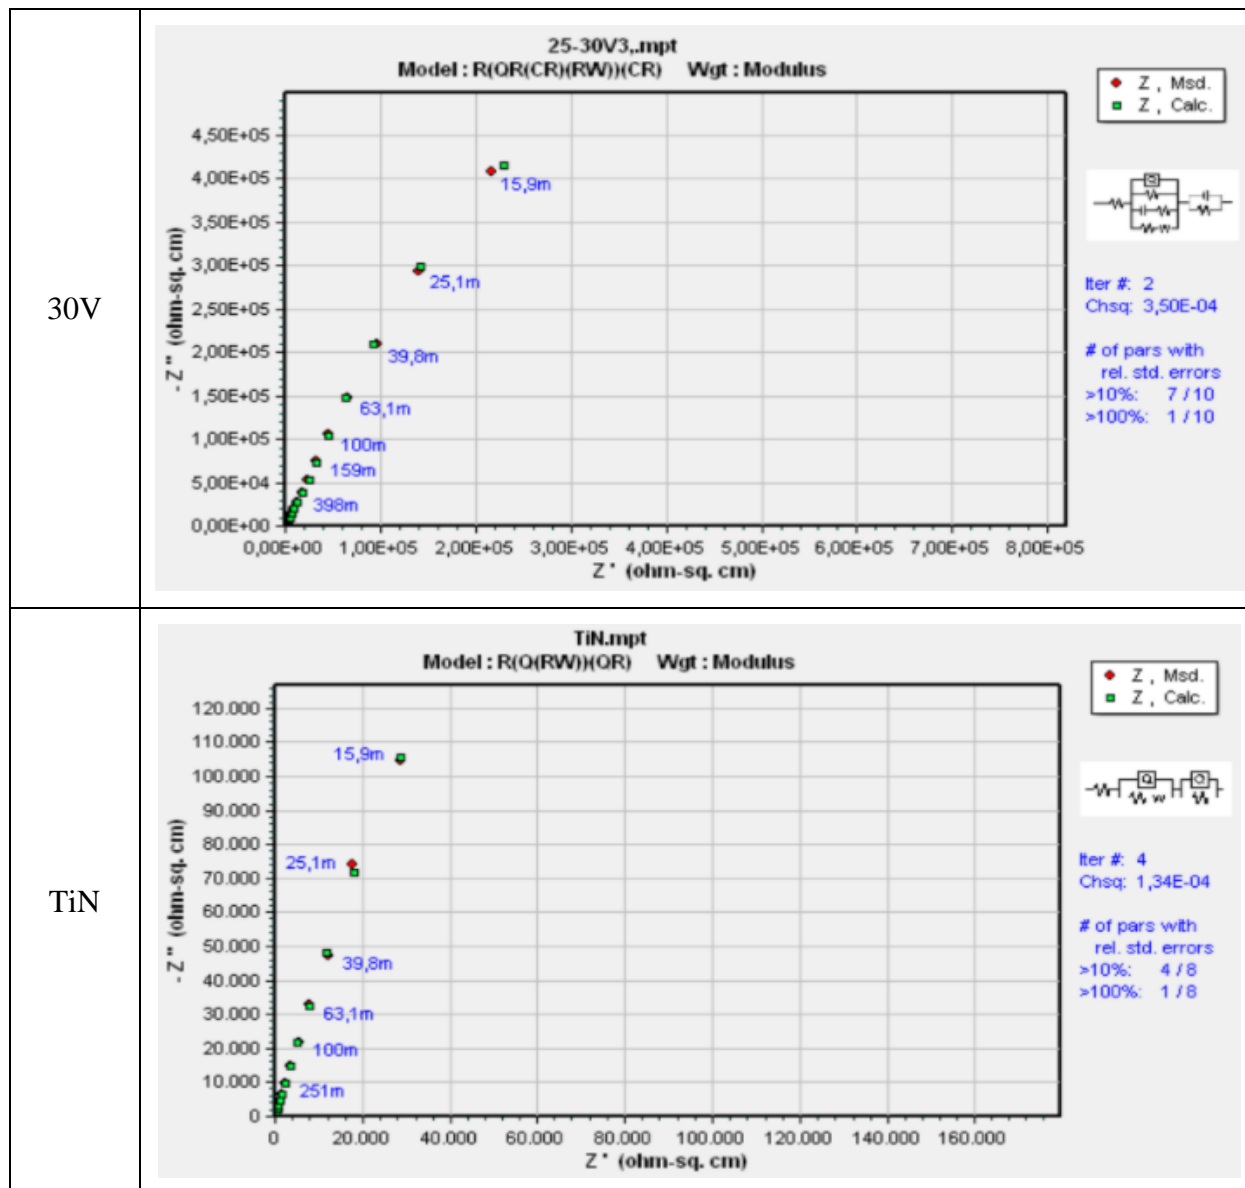 30V
25-30V3,.mpt
Model : R(QR(CR)(RW))(CR) Wgt : Modulus
Z , Msd.
Z , Calc.
- Z '' (ohm-sq. cm)
4,50E+05
4,00E+05
3,50E+05
3,00E+05
2,50E+05
2,00E+05
1,50E+05
1,00E+05
5,00E+04
0,00E+00
15,9m
25,1m
39,8m
63,1m
100m
159m
398m
0,00E+00 1,00E+05 2,00E+05 3,00E+05 4,00E+05 5,00E+05 6,00E+05 7,00E+05 8,00E+05
Z ' (ohm-sq. cm)
Iter #: 2
Chsq: 3,50E-04
# of pars with
rel. std. errors
>10%: 7 / 10
>100%: 1 / 10
TiN
TiN.mpt
Model : R(Q(RW))(QR) Wgt : Modulus
Z , Msd.
Z , Calc.
- Z '' (ohm-sq. cm)
120.000
110.000
100.000
90.000
80.000
70.000
60.000
50.000
40.000
30.000
20.000
10.000
0
15,9m
25,1m
39,8m
63,1m
100m
251m
0 20.000 40.000 60.000 80.000 100.000 120.000 140.000 160.000
Z ' (ohm-sq. cm)
Iter #: 4
Chsq: 1,34E-04
# of pars with
rel. std. errors
>10%: 4 / 8
>100%: 1 / 8